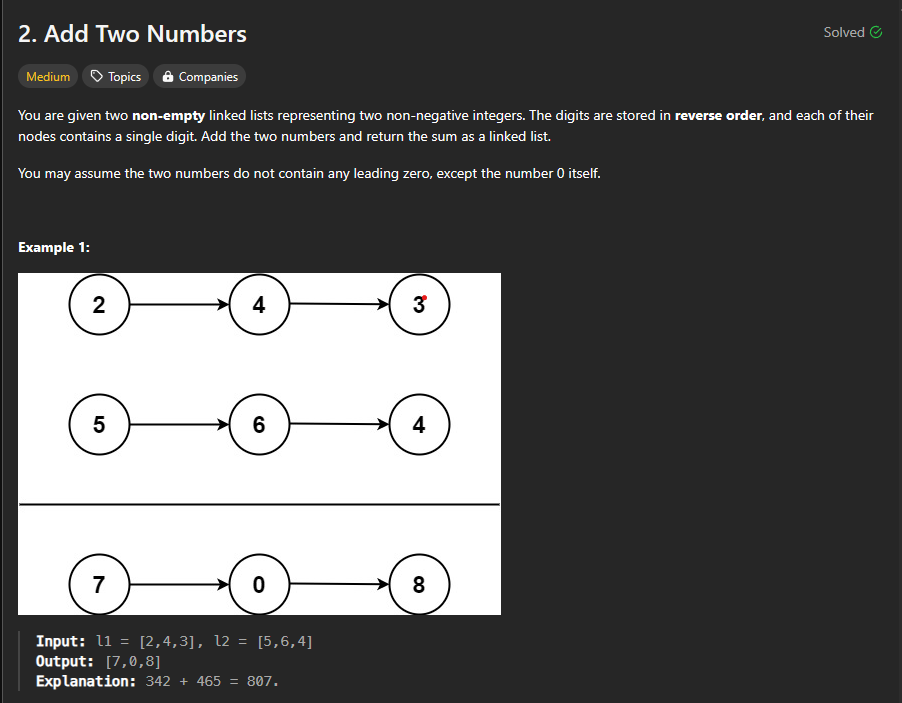 2. Add Two Numbers
Solved
Medium
Topics
Companies
You are given two non-empty linked lists representing two non-negative integers. The digits are stored in reverse order, and each of their
nodes contains a single digit. Add the two numbers and return the sum as a linked list.
You may assume the two numbers do not contain any leading zero, except the number 0 itself.
Example 1:
2 4 3
5 6 4
7 0 8
Input: l1 = [2,4,3], l2 = [5,6,4]
Output: [7,0,8]
Explanation: 342 + 465 = 807.